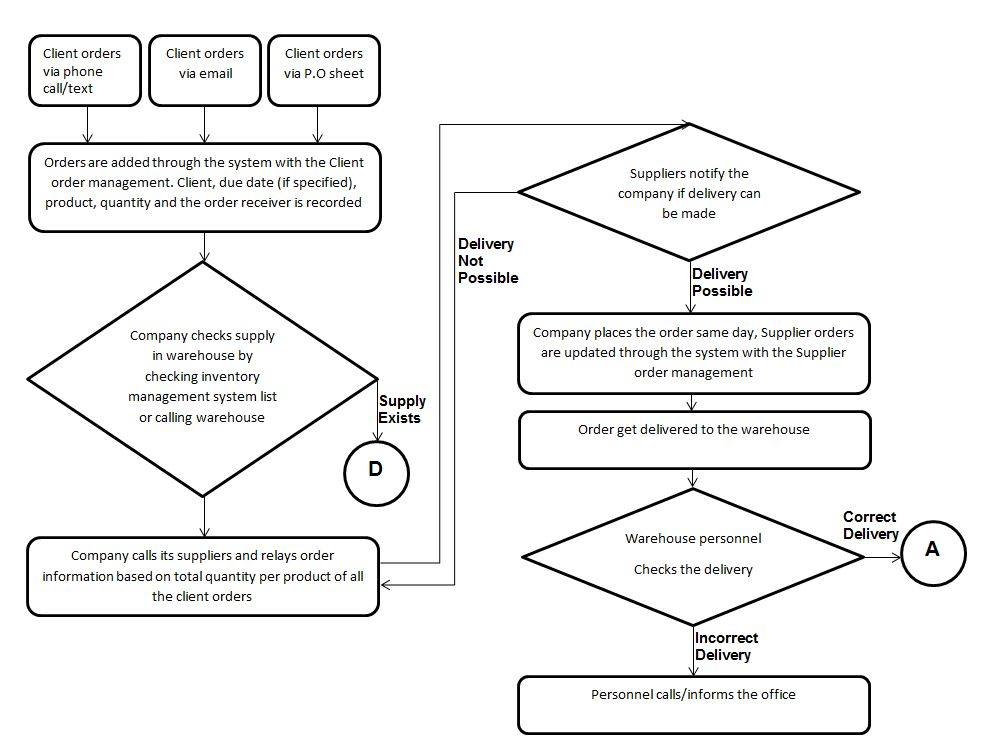 Client orders
via phone
call/text
Client orders
via email
Client orders
via P.O sheet
Orders are added through the system with the Client
order management. Client, due date (if specified),
product, quantity and the order receiver is recorded
Company checks supply
in warehouse by
checking inventory
management system list
or calling warehouse
Supply
Exists
D
Company calls its suppliers and relays order
information based on total quantity per product of all
the client orders
Suppliers notify the
company if delivery can
be made
Delivery
Not
Possible
Delivery
Possible
Company places the order same day, Supplier orders
are updated through the system with the Supplier
order management
Order get delivered to the warehouse
Warehouse personnel
Checks the delivery
Correct
Delivery
A
Incorrect
Delivery
Personnel calls/informs the office